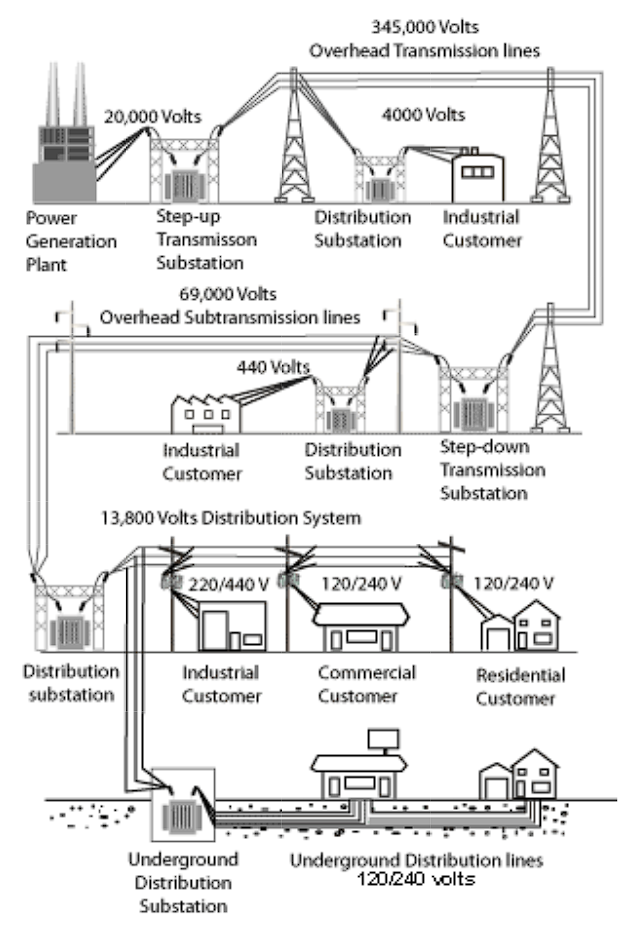 345,000 Volts
Overhead Transmission lines
20,000 Volts
4000 Volts
Power
Generation
Plant
Step-up
Transmisson
Substation
Distribution
Substation
Industrial
Customer
69,000 Volts
Overhead Subtransmission lines
440 Volts
Industrial
Customer
Distribution
Substation
Step-down
Transmission
Substation
13,800 Volts Distribution System
220/440 V
120/240 V
120/240 V
Distribution
substation
Industrial
Customer
Commercial
Customer
Residential
Customer
Underground
Distribution
Substation
Underground Distribution lines
120/240 volts